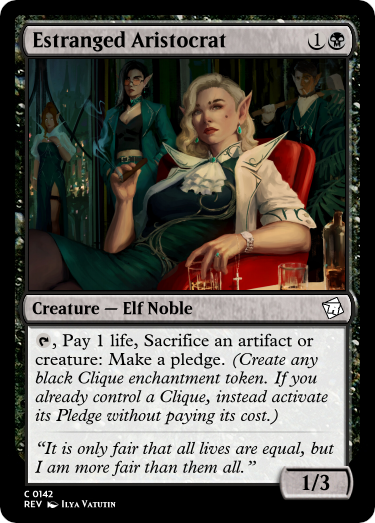 Estranged Aristocrat 1
Creature — Elf Noble
, Pay 1 life, Sacrifice an artifact or
creature: Make a pledge. (Create any
black Clique enchantment token. If you
already control a Clique, instead activate
its Pledge without paying its cost.)
“It is only fair that all lives are equal, but
I am more fair than them all.”
1/3
C 0142
REV Ilya Vatutin